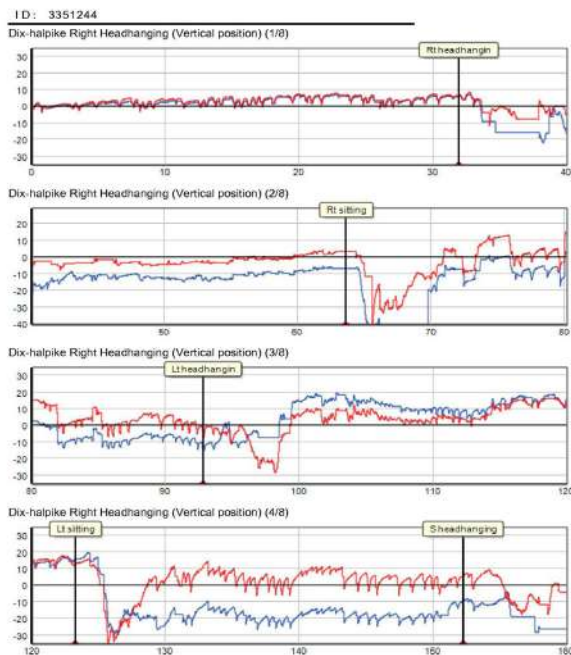 ID: 3351244
Dix-halpike Right Headhanging (Vertical position) (1/8)
Rt headhangin
30
20
10
0
-10
-20
-30
0 10 20 30 40
Dix-halpike Right Headhanging (Vertical position) (2/8)
Rt sitting
20
10
0
-10
-20
-30
-40
50 60 70 80
Dix-halpike Right Headhanging (Vertical position) (3/8)
Lt headhangin
30
20
10
0
-10
-20
-30
80 90 100 110 120
Dix-halpike Right Headhanging (Vertical position) (4/8)
Lt sitting S headhanging
30
20
10
0
-10
-20
-30
120 130 140 150 160